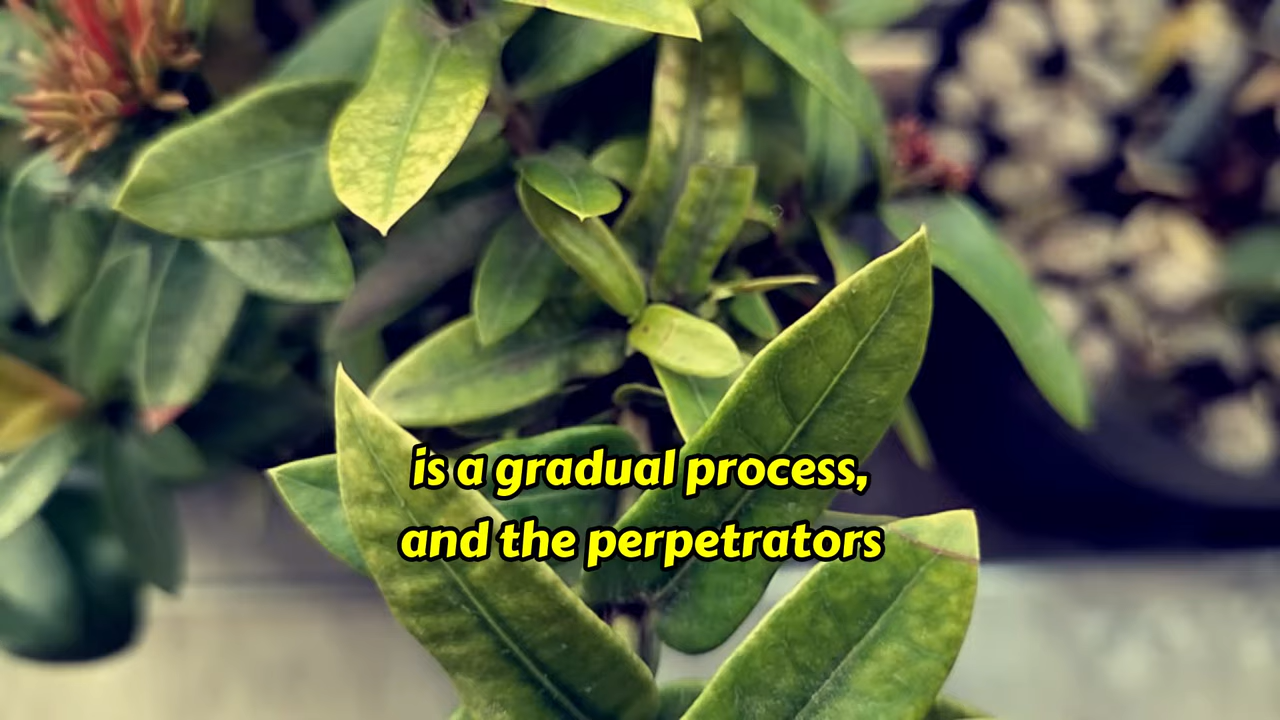 is a gradual process,
and the perpetrators